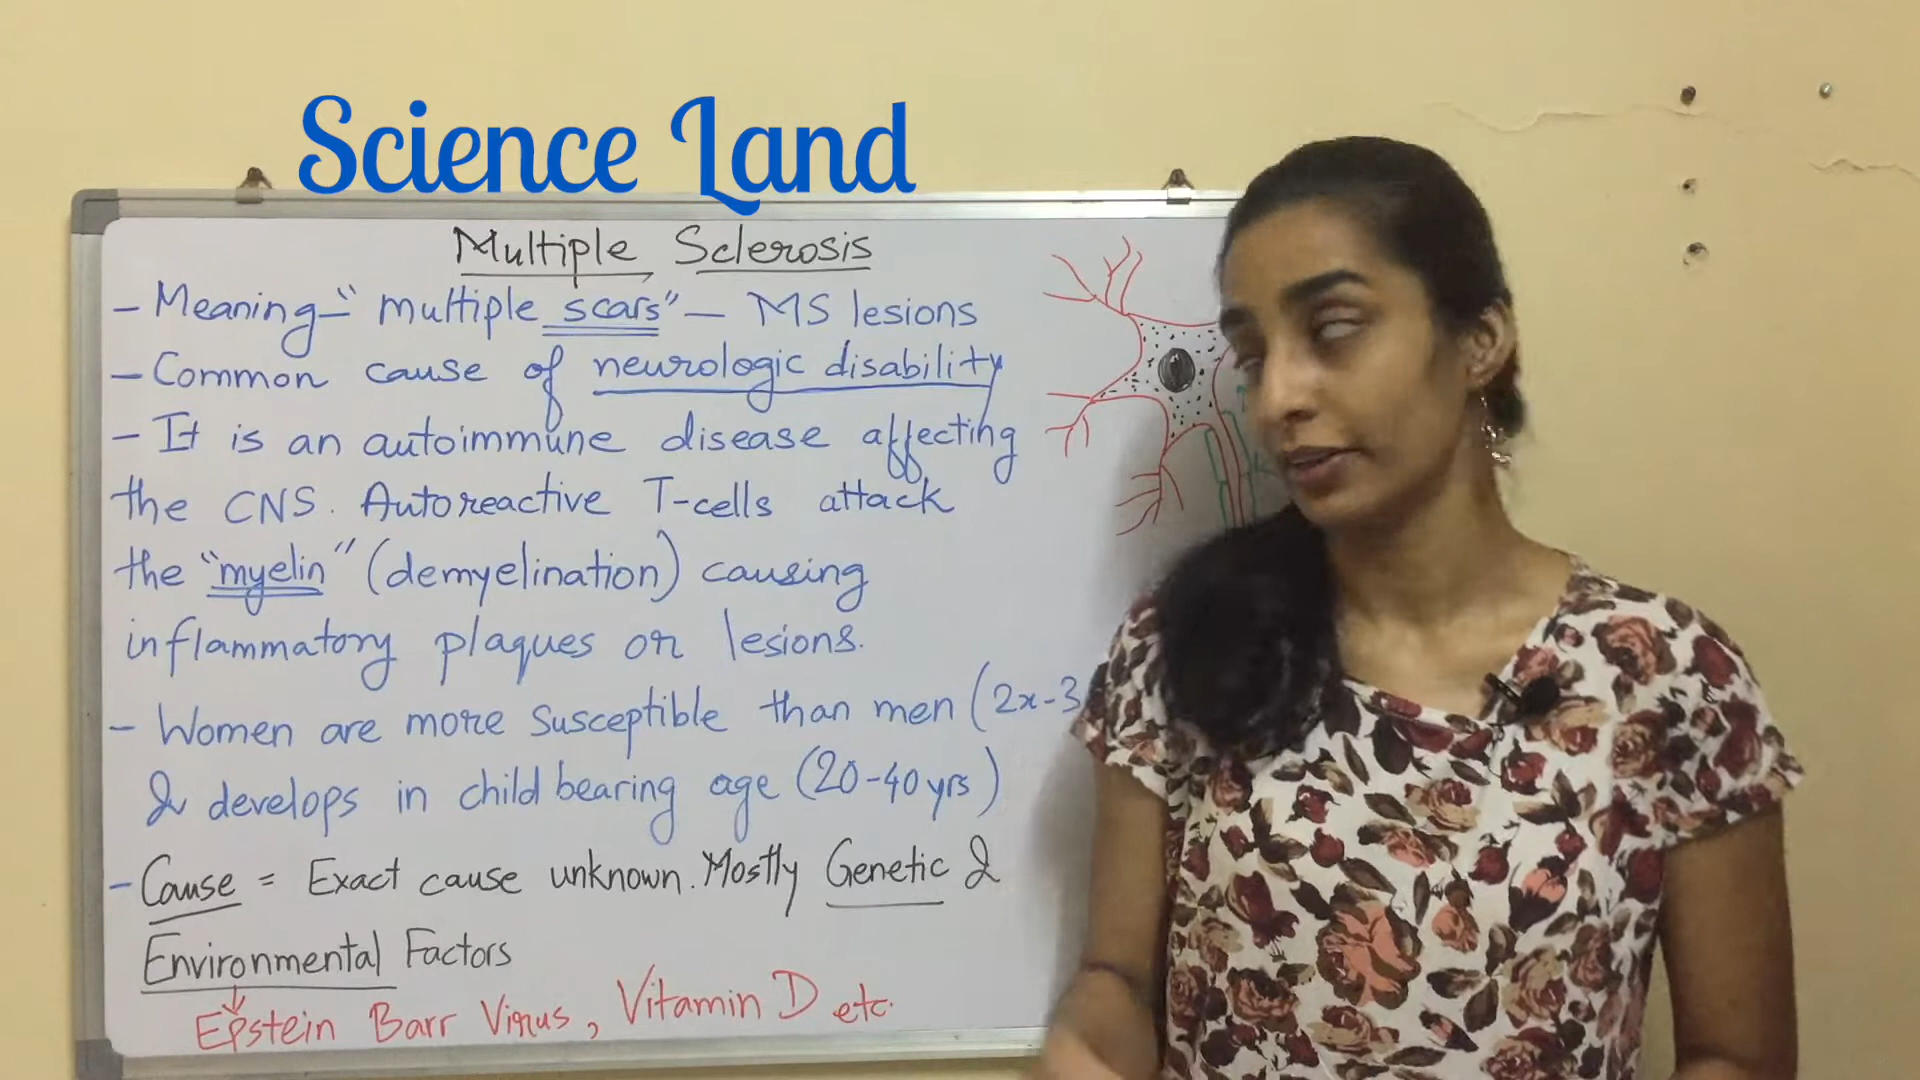 Science Land
Multiple Sclerosis
- Meaning - "multiple scars" - MS lesions
- Common cause of neurologic disability
- It is an autoimmune disease affecting
the CNS. Autoreactive T-cells attack
the "myelin" (demyelination) causing
inflammatory plaques or lesions.
- Women are more susceptible than men (2x-3
& develops in child bearing age (20-40 yrs)
- Cause = Exact cause unknown. Mostly Genetic &
Environmental Factors
Epstein Barr Virus, Vitamin D etc.